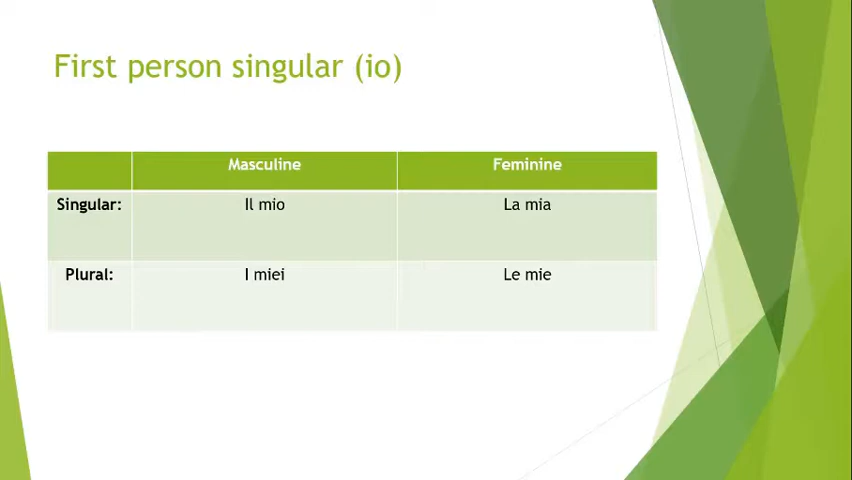 First person singular (io)
Masculine Feminine
Singular: Il mio La mia
Plural: I miei Le mie